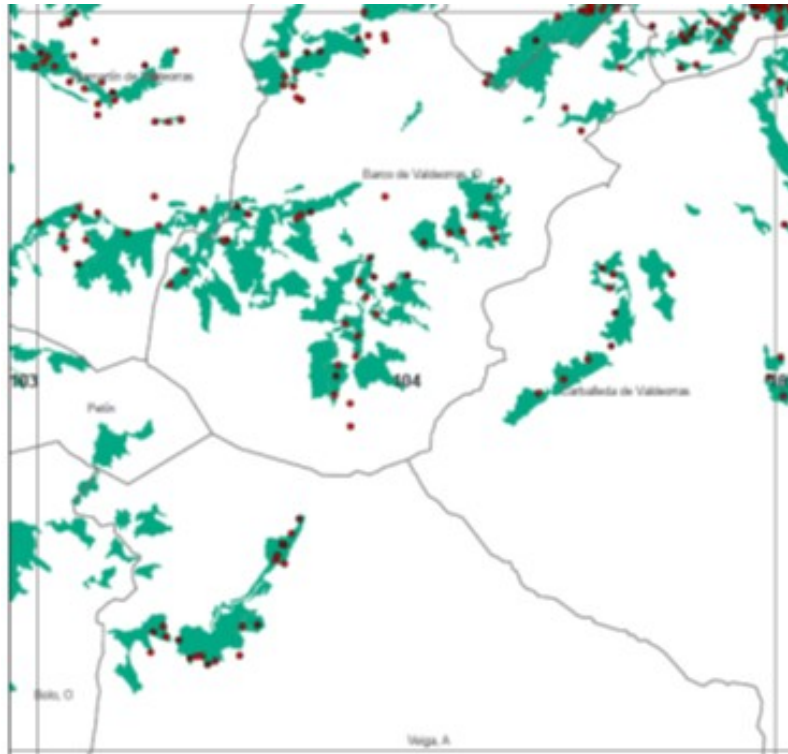 Barco de Valdeorras, O
103
104
Carballeda de Valdeorras
Petín
Bolo, O
Veiga, A